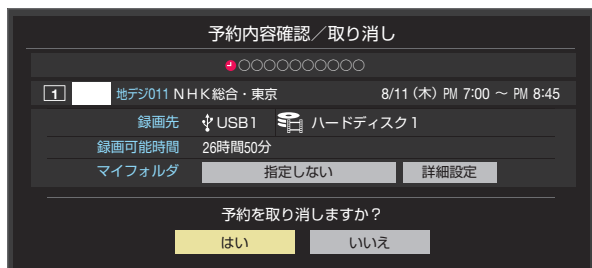 予約内容確認／取り消し
○○○○○○○○○○
1 地デジ011 ＮＨＫ総合・東京 8/11 (木) PM 7:00 ～ PM 8:45
録画先 USB1 ハードディスク1
録画可能時間 26時間50分
マイフォルダ 指定しない 詳細設定
予約を取り消しますか？
はい いいえ